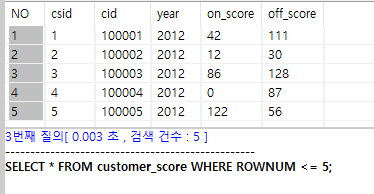 NO csid cid year on_score off_score
1 1 100001 2012 42 111
2 2 100002 2012 12 30
3 3 100003 2012 86 128
4 4 100004 2012 0 87
5 5 100005 2012 122 56
3번째 질의[ 0.003 초 , 검색 건수 : 5 ]
--------------------------------------------------
SELECT * FROM customer_score WHERE ROWNUM <= 5;